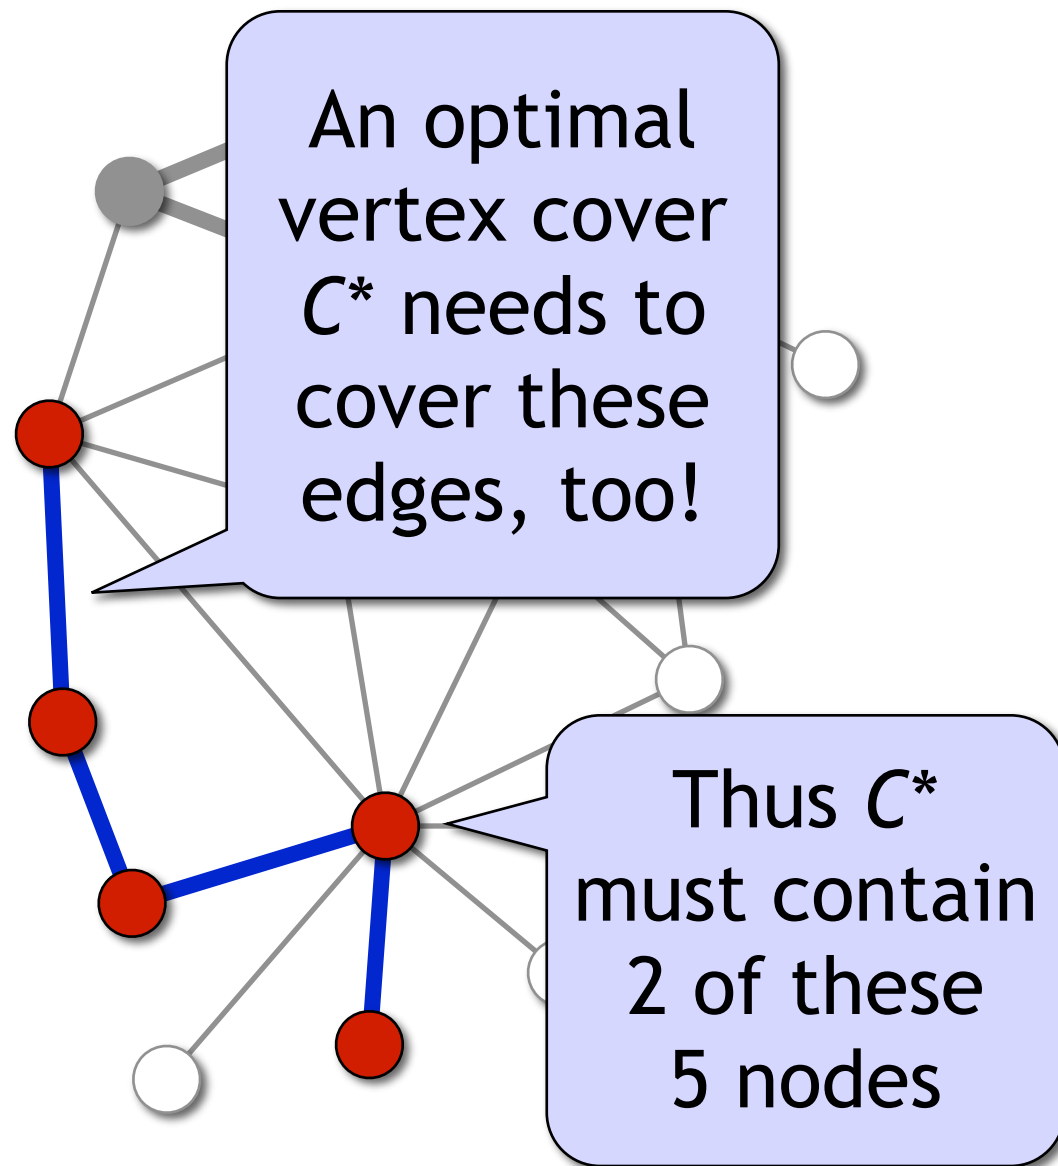 An optimal
vertex cover
C* needs to
cover these
edges, too!
Thus C*
must contain
2 of these
5 nodes